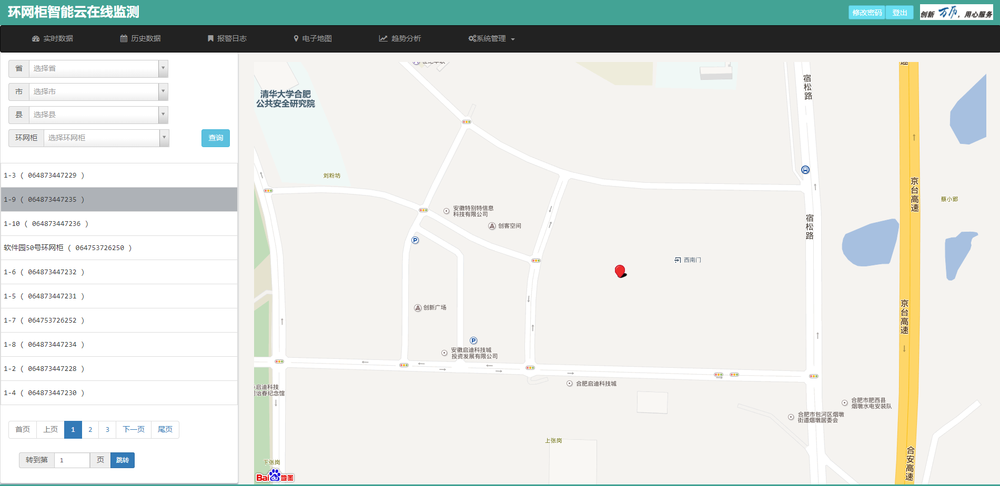 环网柜智能云在线监测
修改密码 登出
创新 万历，用心服务
实时数据 历史数据 报警日志 电子地图 趋势分析 系统管理
省 选择省
市 选择市
县 选择县
环网柜 选择环网柜 查询
1-3 ( 064873447229 )
1-9 ( 064873447235 )
1-10 ( 064873447236 )
软件园50号环网柜 ( 064753726250 )
1-6 ( 064873447232 )
1-5 ( 064873447231 )
1-7 ( 064753726252 )
1-8 ( 064873447234 )
1-2 ( 064873447228 )
1-4 ( 064873447230 )
首页 上页 1 2 3 下一页 尾页
转到第 1 页 跳转
速
清华大学合肥
公共安全研究院
宿松路
刘粉坊
京台高速
蔡小郢
安徽特别特信息
科技有限公司
创客空间
宿松路
P
西南门
创新广场
京台高速
P
安徽启迪科技城
投资发展有限公司
启迪科技
诒春纪念馆
合肥启迪科技城
合肥市肥西县
烟墩水电安装队
合肥市包河区烟墩
街道烟墩居委会
上张岗
合安高速
下张岗
Bai du 地图